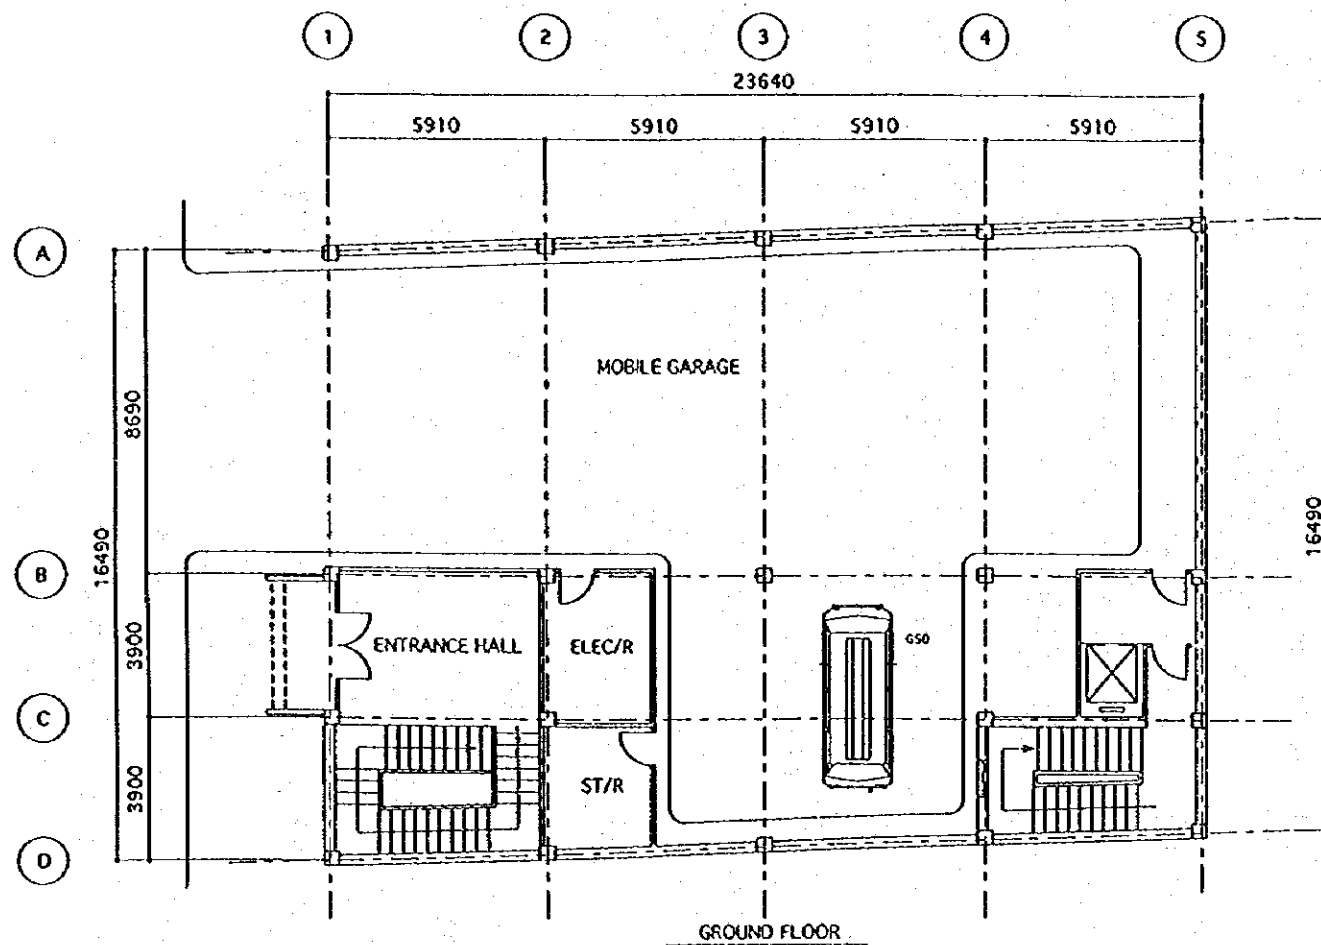 1 2 3 4 5
23640
5910 5910 5910 5910
A
MOBILE GARAGE
8690
16490
16490
B
3900
ENTRANCE HALL
ELEC/R
GSO
C
3900
ST/R
D
GROUND FLOOR